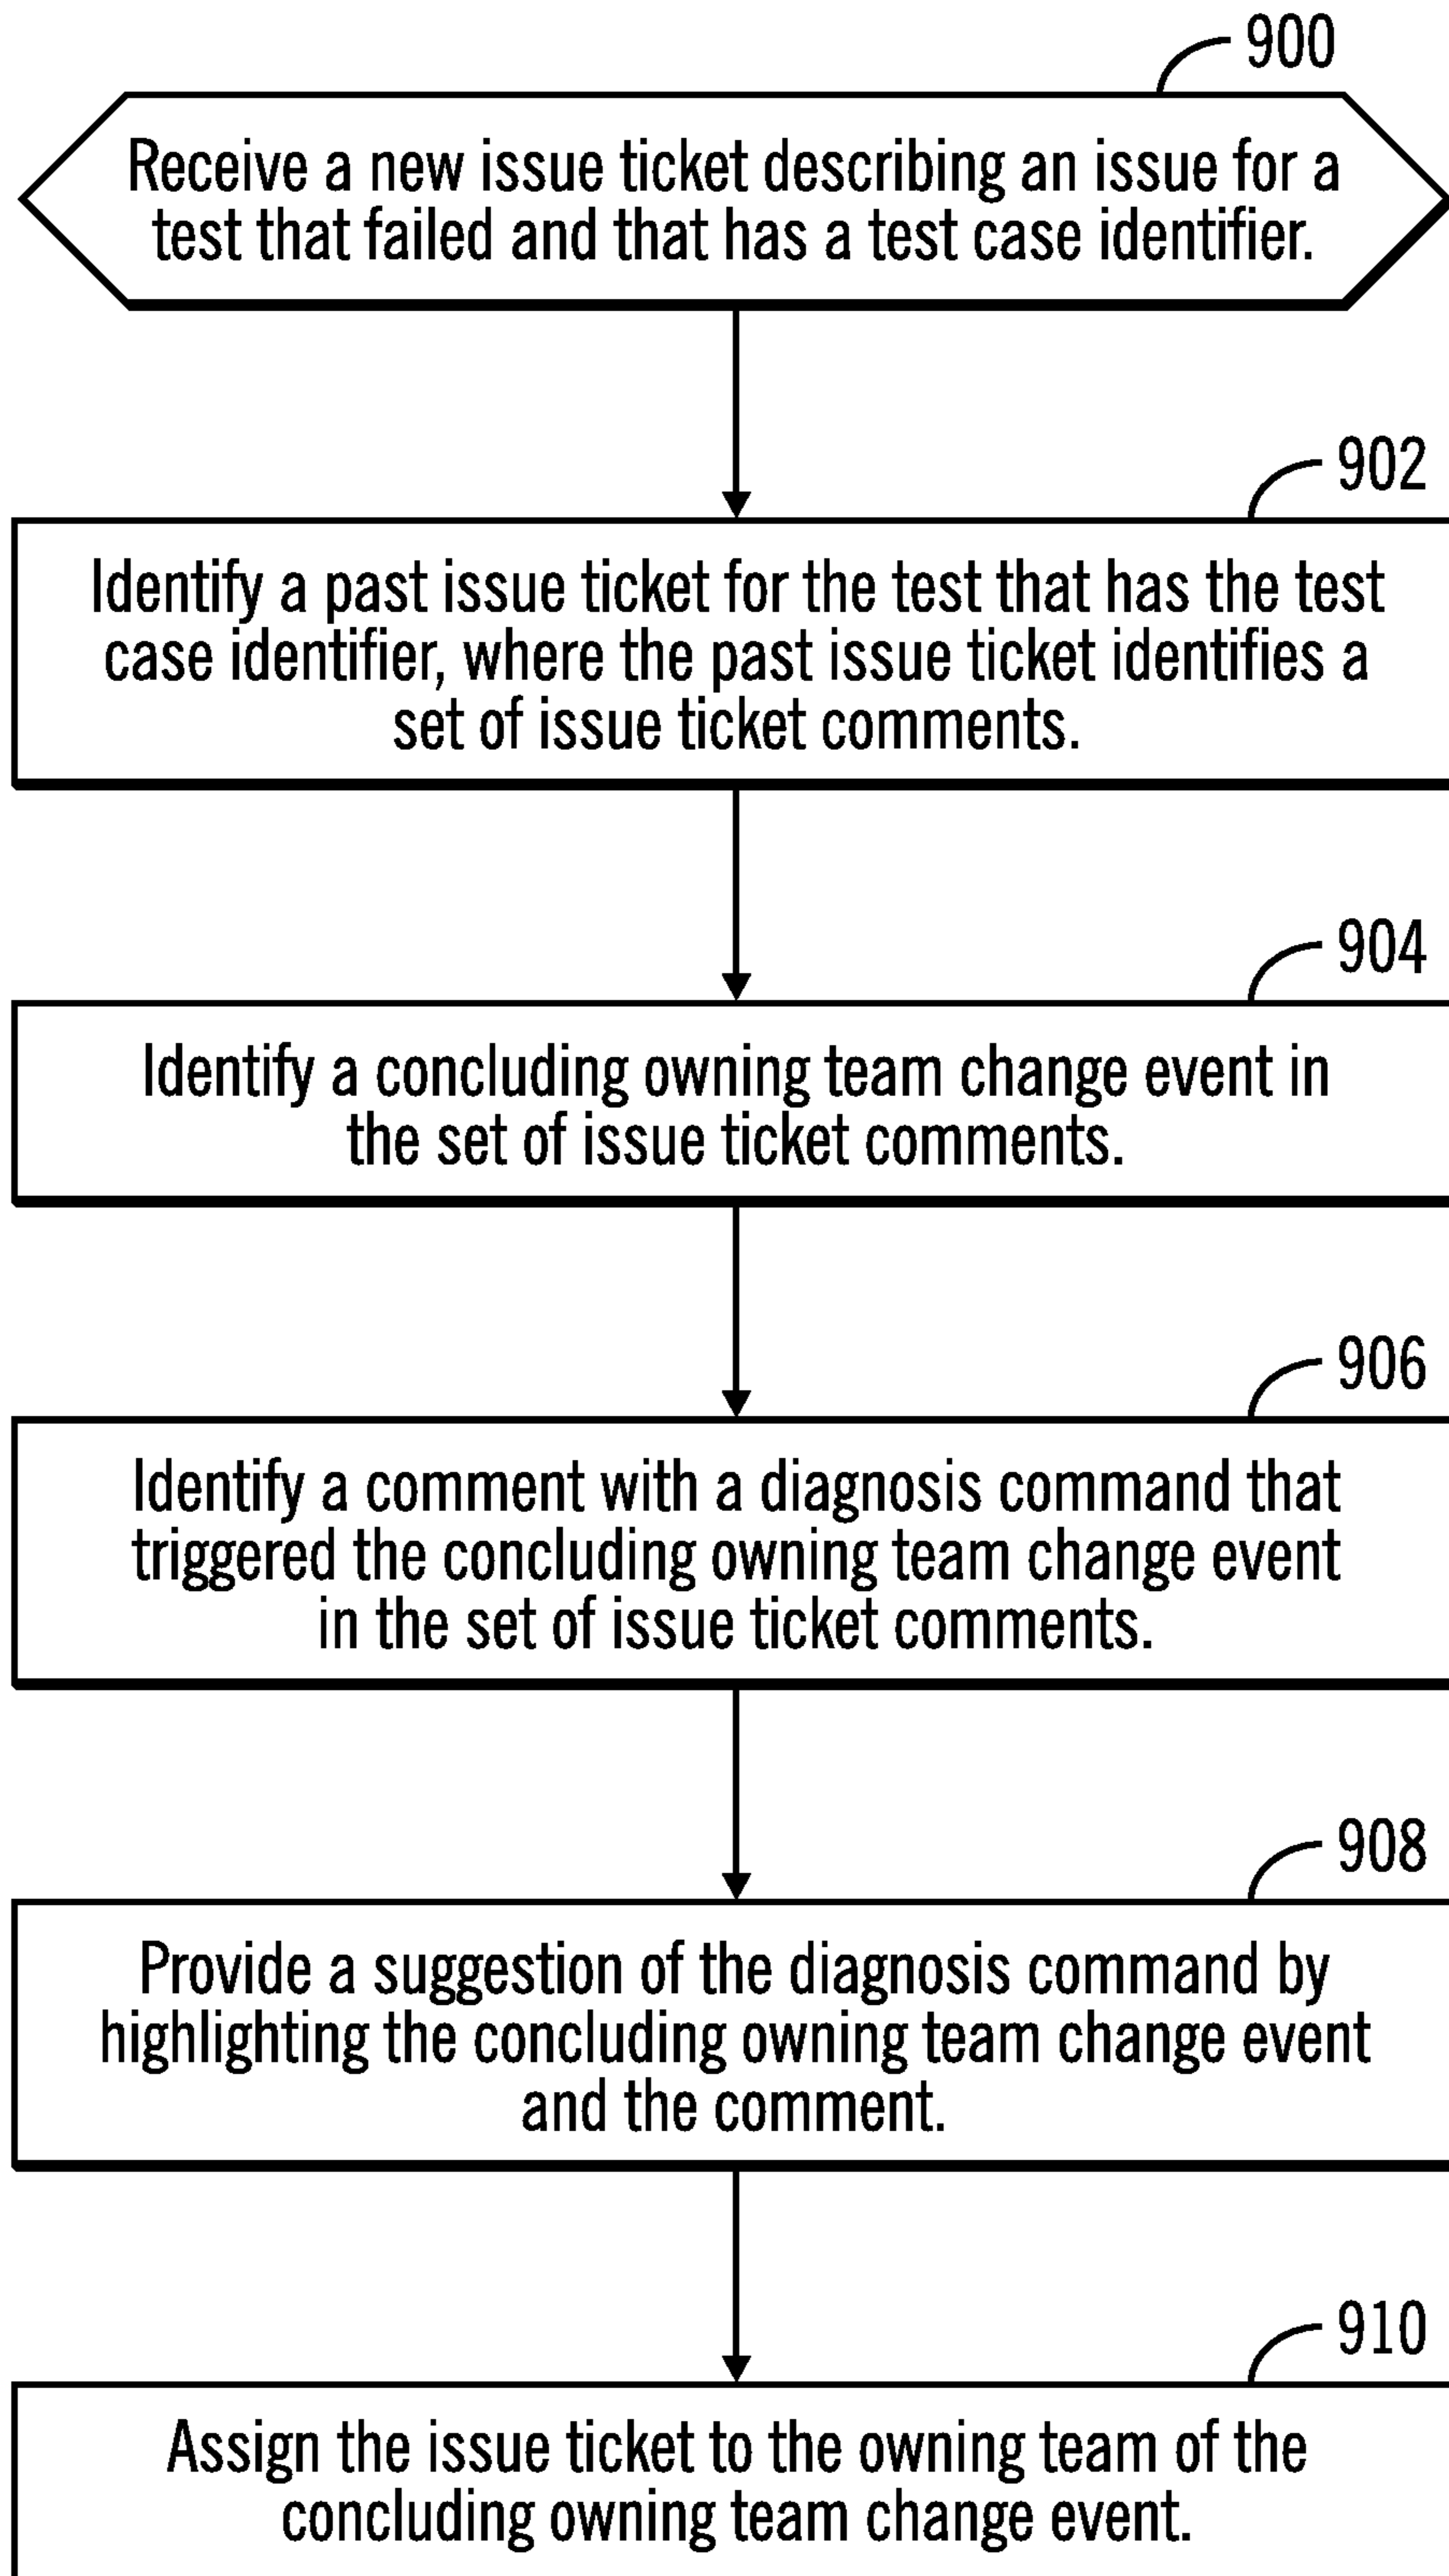 900
Receive a new issue ticket describing an issue for a
test that failed and that has a test case identifier.
902
Identify a past issue ticket for the test that has the test
case identifier, where the past issue ticket identifies a
set of issue ticket comments.
904
Identify a concluding owning team change event in
the set of issue ticket comments.
906
Identify a comment with a diagnosis command that
triggered the concluding owning team change event
in the set of issue ticket comments.
908
Provide a suggestion of the diagnosis command by
highlighting the concluding owning team change event
and the comment.
910
Assign the issue ticket to the owning team of the
concluding owning team change event.